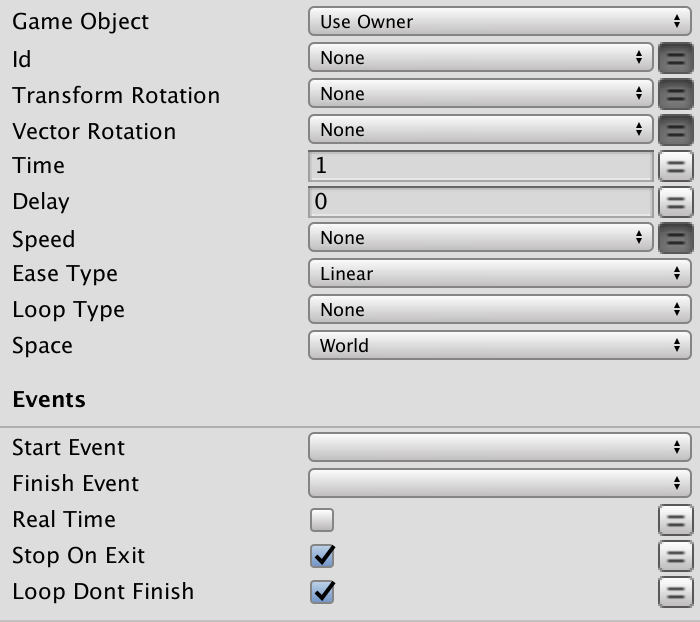 Game Object Use Owner
Id None
Transform Rotation None
Vector Rotation None
Time 1
Delay 0
Speed None
Ease Type Linear
Loop Type None
Space World
Events
Start Event
Finish Event
Real Time
Stop On Exit
Loop Dont Finish